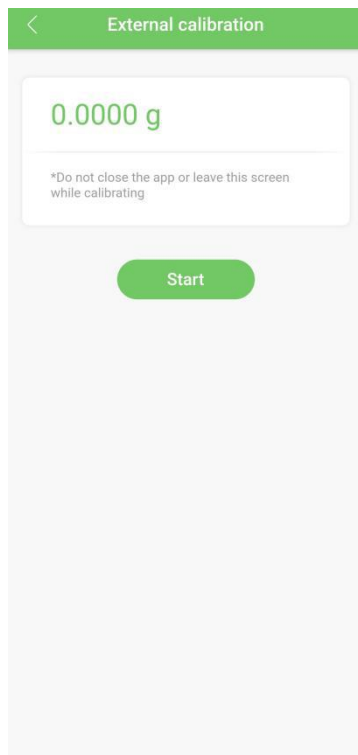 External calibration
0.0000 g
*Do not close the app or leave this screen
while calibrating
Start